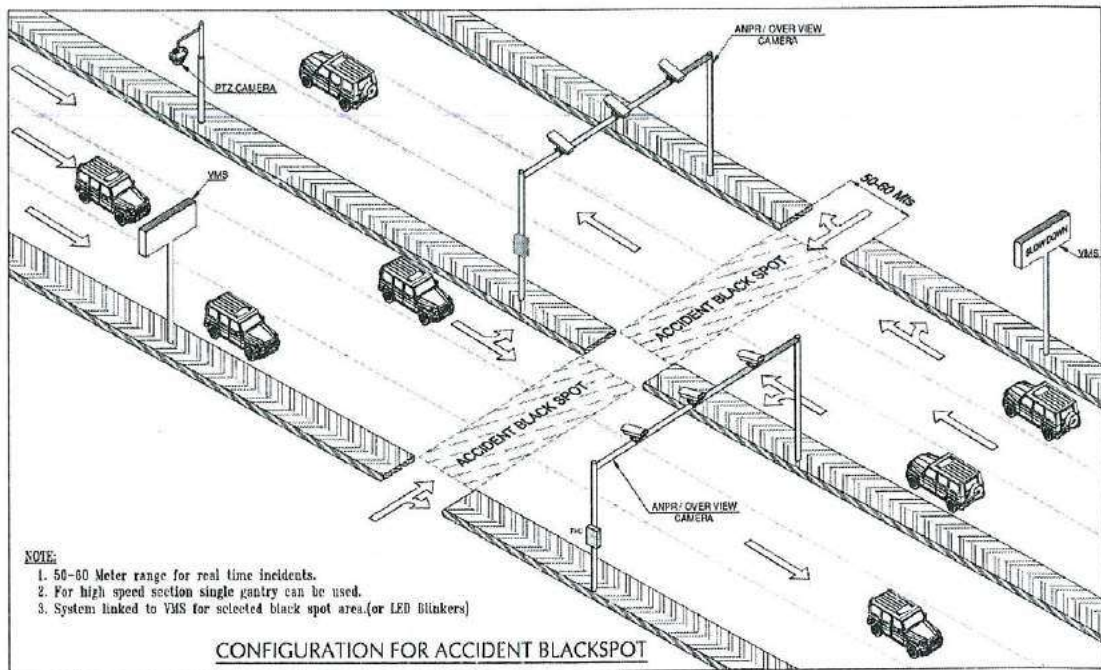 ANPR / OVER VIEW
CAMERA
PTZ CAMERA
VMS
50-60 Mts
SLOW DOWN
VMS
ACCIDENT BLACK SPOT
ACCIDENT BLACK SPOT
ANPR / OVER VIEW
CAMERA
NOTE:
1. 50-60 Meter range for real time incidents.
2. For high speed section single gantry can be used.
3. System linked to VMS for selected black spot area.(or LED Blinkers)
CONFIGURATION FOR ACCIDENT BLACKSPOT